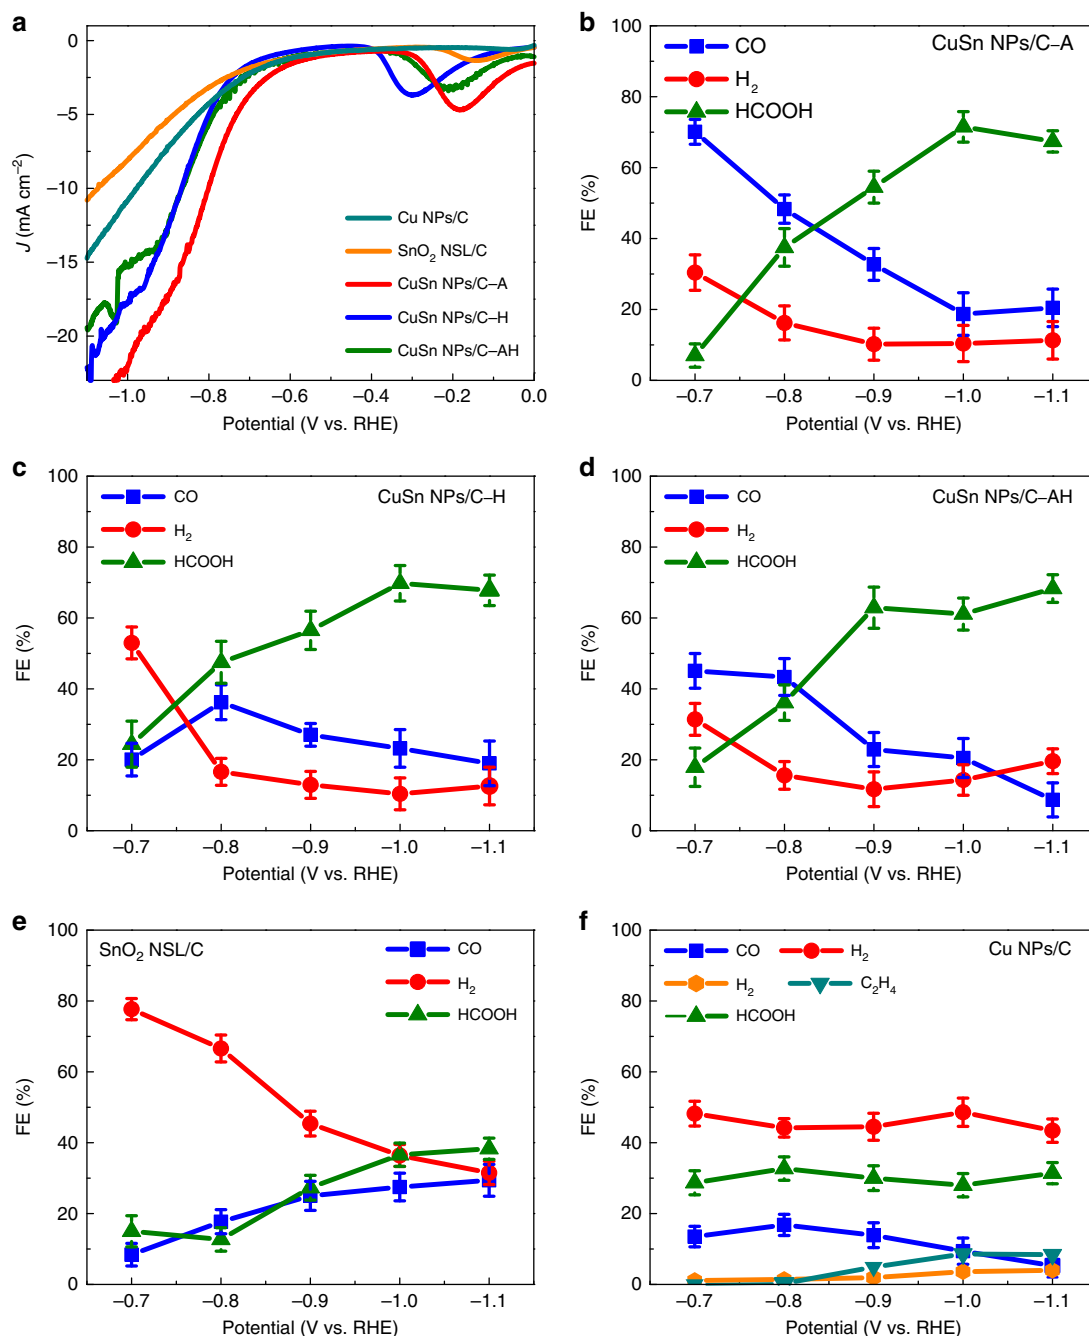 a
0
−5
−10
−15
−20
J (mA cm−2)
Cu NPs/C
SnO2 NSL/C
CuSn NPs/C–A
CuSn NPs/C–H
CuSn NPs/C–AH
−1.0 −0.8 −0.6 −0.4 −0.2 0.0
Potential (V vs. RHE)
b
100
80
60
40
20
0
FE (%)
CO
H2
HCOOH
CuSn NPs/C–A
−0.7 −0.8 −0.9 −1.0 −1.1
Potential (V vs. RHE)
c
100
80
60
40
20
0
FE (%)
CO
H2
HCOOH
CuSn NPs/C–H
−0.7 −0.8 −0.9 −1.0 −1.1
Potential (V vs. RHE)
d
100
80
60
40
20
0
FE (%)
CO
H2
HCOOH
CuSn NPs/C–AH
−0.7 −0.8 −0.9 −1.0 −1.1
Potential (V vs. RHE)
e
100
80
60
40
20
0
FE (%)
SnO2 NSL/C
CO
H2
HCOOH
−0.7 −0.8 −0.9 −1.0 −1.1
Potential (V vs. RHE)
f
100
80
60
40
20
0
FE (%)
CO H2
H2 C2H4
HCOOH
Cu NPs/C
−0.7 −0.8 −0.9 −1.0 −1.1
Potential (V vs. RHE)